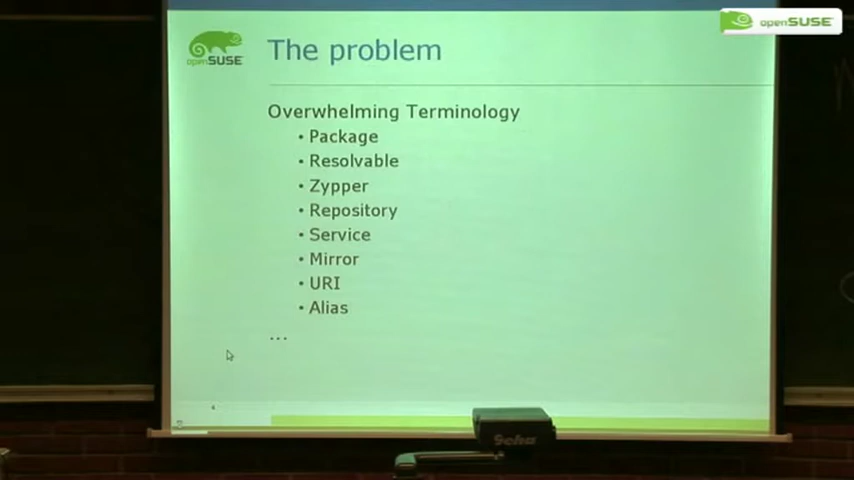 openSUSE
The problem
openSUSE
Overwhelming Terminology
• Package
• Resolvable
• Zypper
• Repository
• Service
• Mirror
• URI
• Alias
...